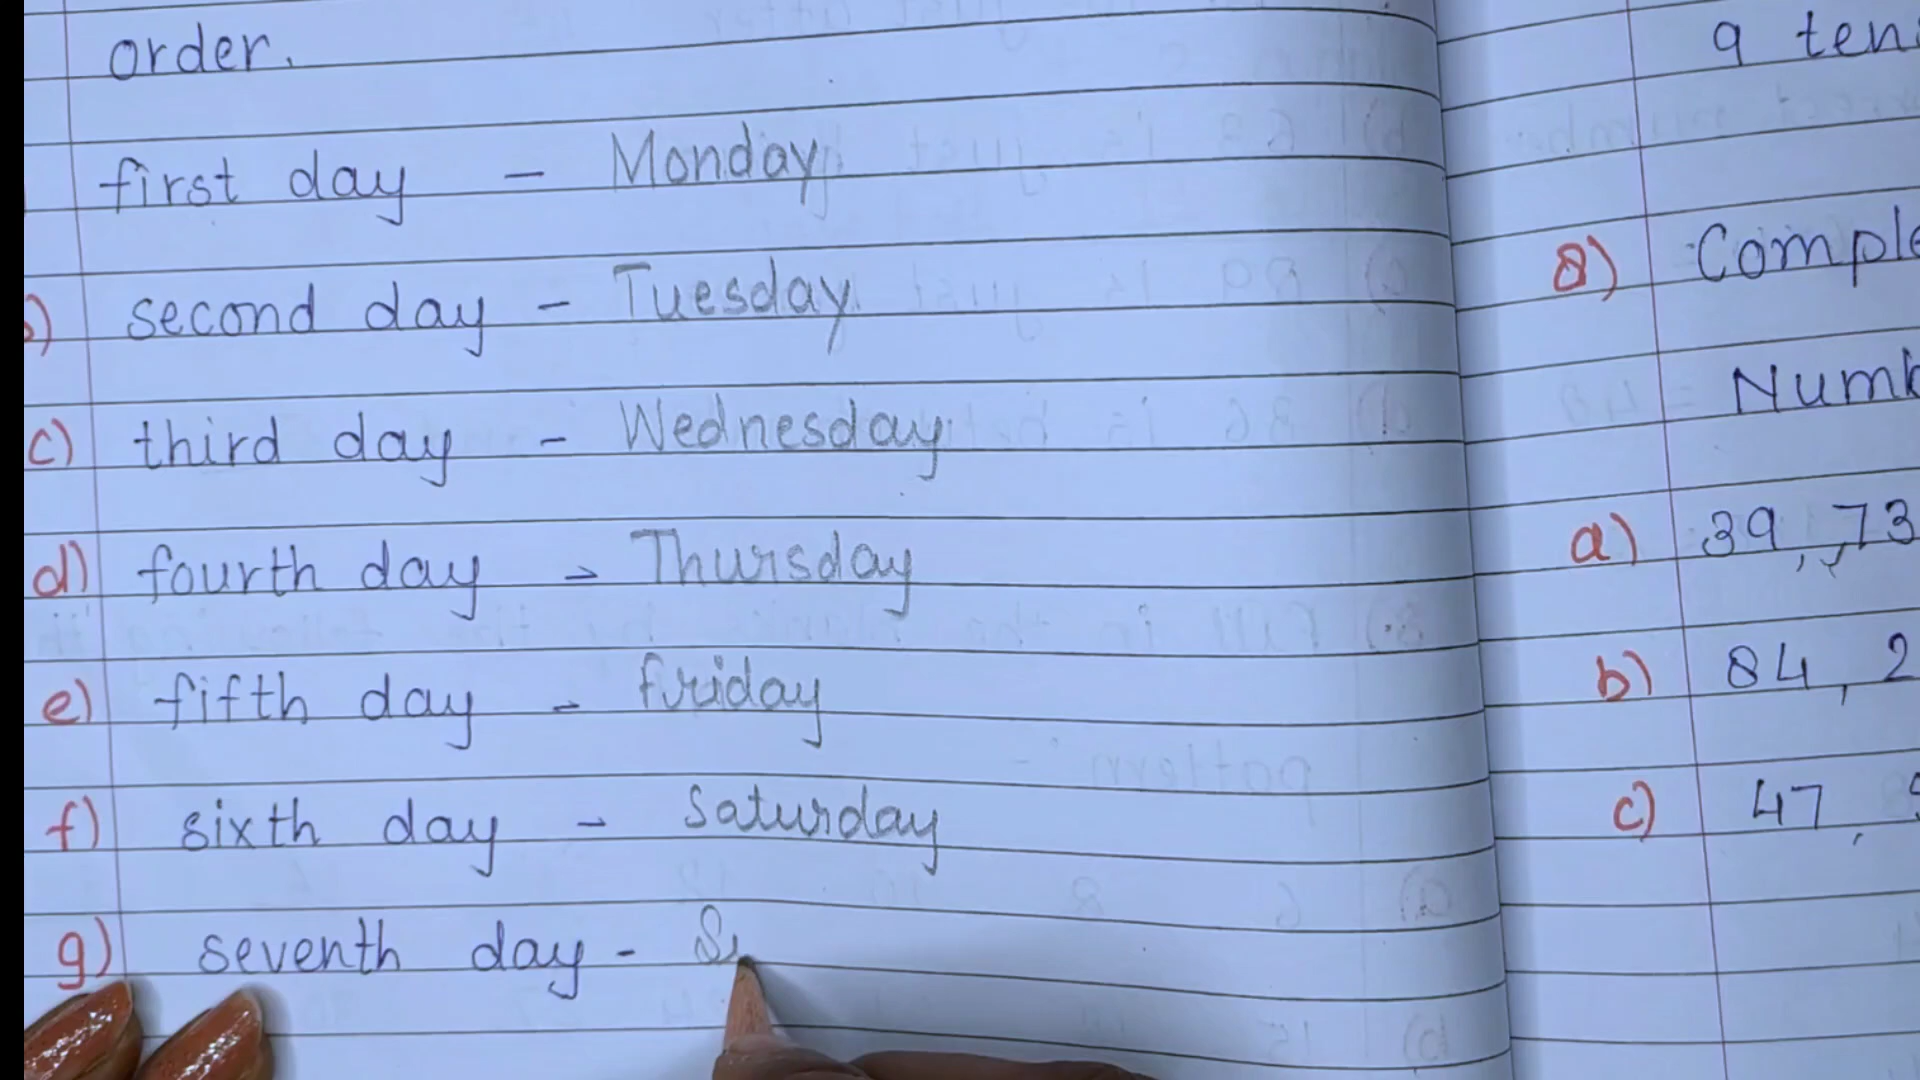 order.
first day - Monday
b) second day - Tuesday
c) third day - Wednesday
d) fourth day - Thursday
e) fifth day - friday
f) sixth day - Saturday
g) seventh day - Su
9 ten
8) Comple
Numb
a) 39, 73
b) 84, 2
c) 47,